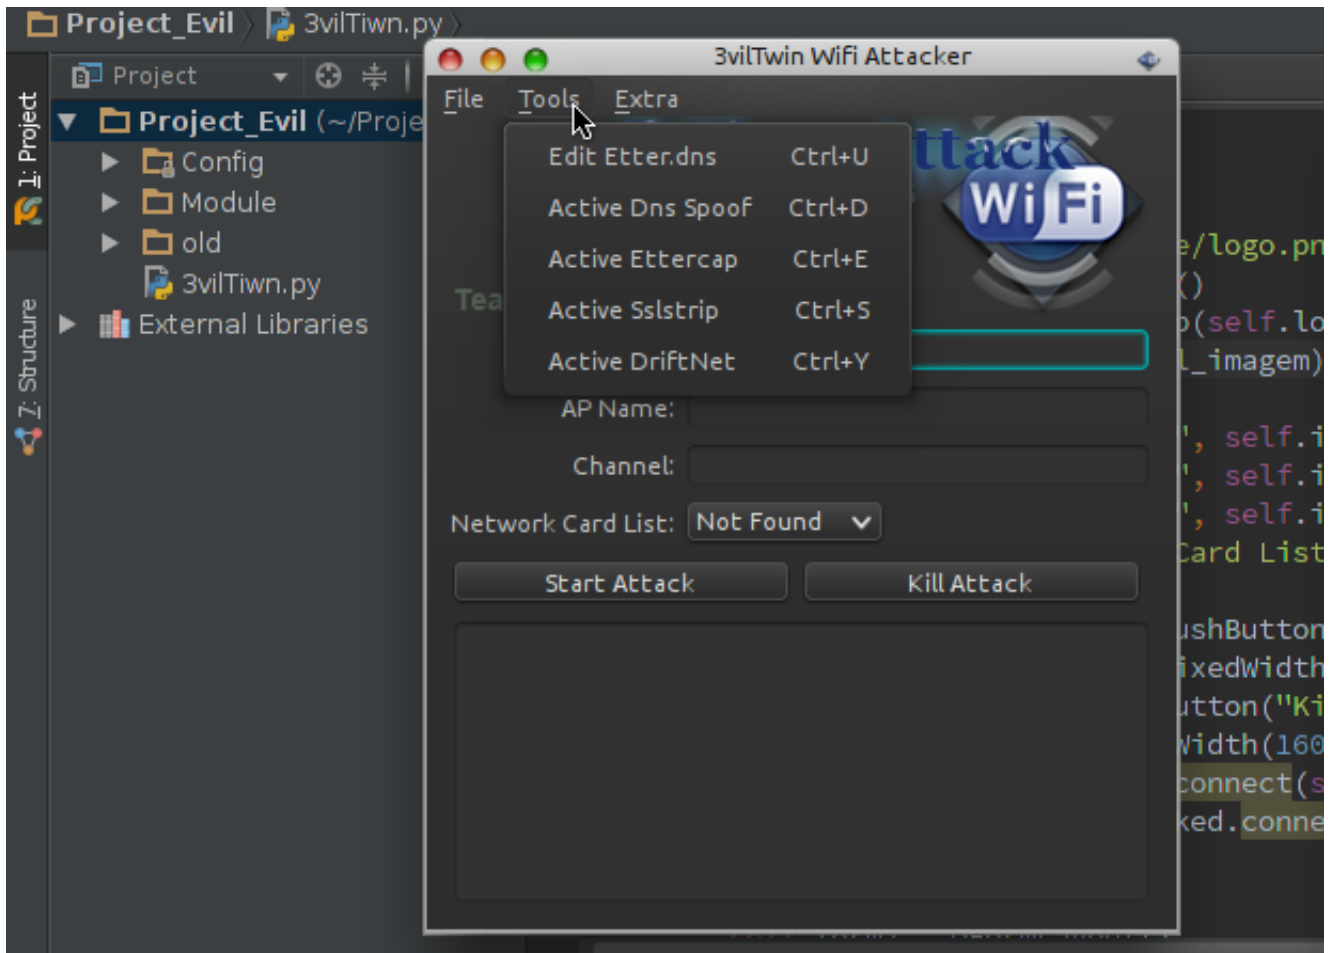 Project_Evil 3vilTiwn.py
1: Project
7: Structure
Project
Project_Evil (~/Proje
Config
Module
old
3vilTiwn.py
External Libraries
3vilTwin Wifi Attacker
File Tools Extra
Edit Etter.dns Ctrl+U
Active Dns Spoof Ctrl+D
Active Ettercap Ctrl+E
Active Sslstrip Ctrl+S
Active DriftNet Ctrl+Y
ttack
Wi Fi
Tea
AP Name:
Channel:
Network Card List: Not Found
Start Attack Kill Attack
e/logo.pn
()
o(self.lo
l_imagem)
', self.i
', self.i
', self.i
Card List
ushButton
ixedWidth
utton("Ki
Width(160
connect(s
ked.conne